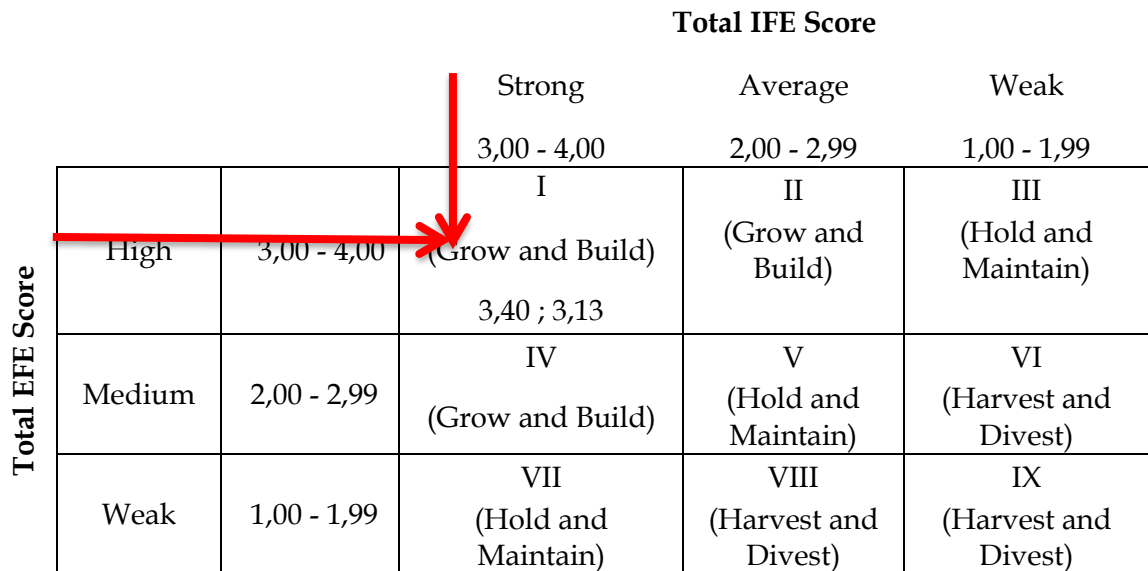 Total IFE Score
Strong Average Weak
3,00 - 4,00 2,00 - 2,99 1,00 - 1,99
Total EFE Score
High 3,00 - 4,00
I
(Grow and Build)
3,40 ; 3,13
II
(Grow and
Build)
III
(Hold and
Maintain)
Medium 2,00 - 2,99
IV
(Grow and Build)
V
(Hold and
Maintain)
VI
(Harvest and
Divest)
Weak 1,00 - 1,99
VII
(Hold and
Maintain)
VIII
(Harvest and
Divest)
IX
(Harvest and
Divest)